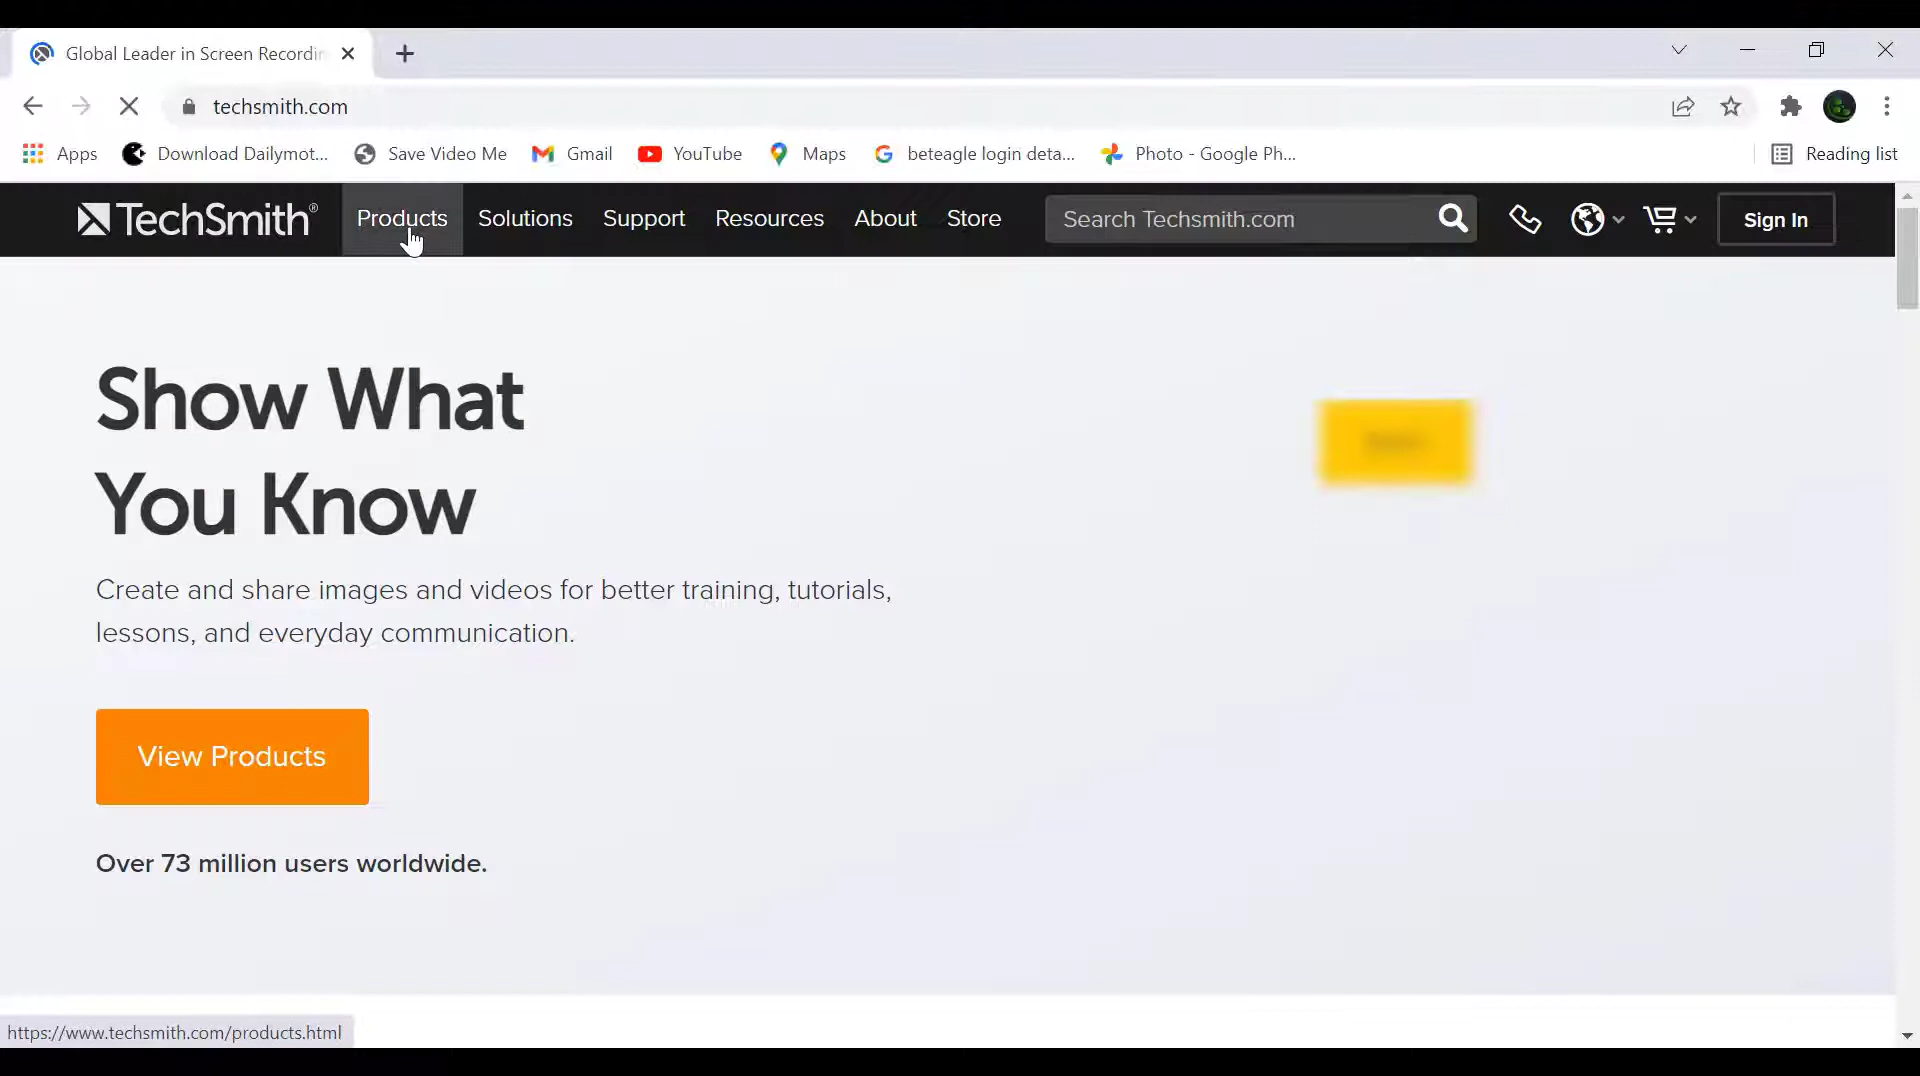 Global Leader in Screen Recordin
techsmith.com
Apps
Download Dailymot...
Save Video Me
Gmail
YouTube
Maps
beteagle login deta...
Photo - Google Ph...
Reading list
TechSmith®
Products
Solutions
Support
Resources
About
Store
Search Techsmith.com
Sign In
Show What
You Know
Create and share images and videos for better training, tutorials,
lessons, and everyday communication.
View Products
Over 73 million users worldwide.
https://www.techsmith.com/products.html